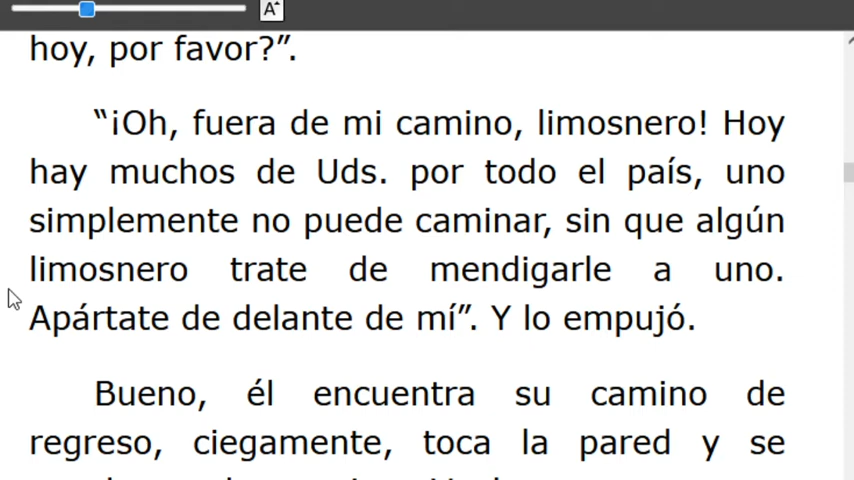 A
hoy, por favor?”.
“¡Oh, fuera de mi camino, limosnero! Hoy
hay muchos de Uds. por todo el país, uno
simplemente no puede caminar, sin que algún
limosnero trate de mendigarle a uno.
Apártate de delante de mí”. Y lo empujó.
Bueno, él encuentra su camino de
regreso, ciegamente, toca la pared y se